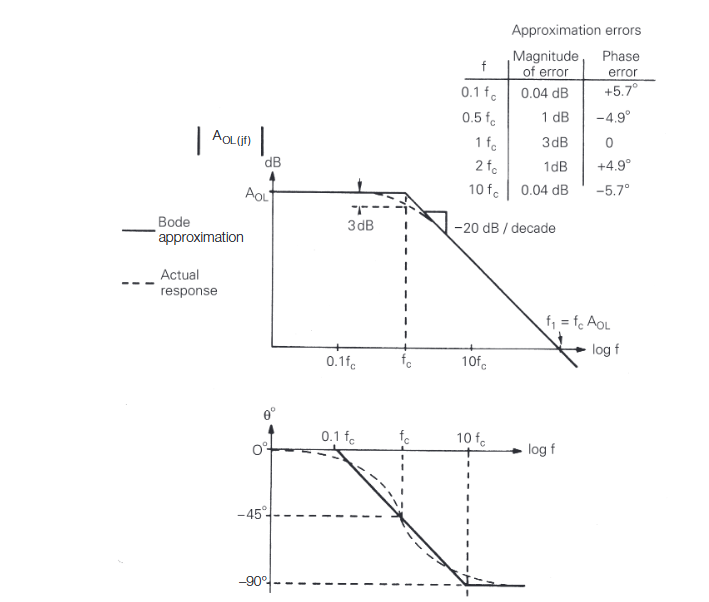 Approximation errors
f Magnitude of error Phase error
0.1 fc 0.04 dB +5.7°
0.5 fc 1 dB −4.9°
1 fc 3dB 0
2 fc 1dB +4.9°
10 fc 0.04 dB −5.7°
| AOL(jf) |
dB
AOL
3dB
−20 dB / decade
Bode
approximation
Actual
response
f1 = fc AOL
0.1fc fc 10fc log f
θ°
0.1 fc fc 10 fc
0° log f
−45°
−90°